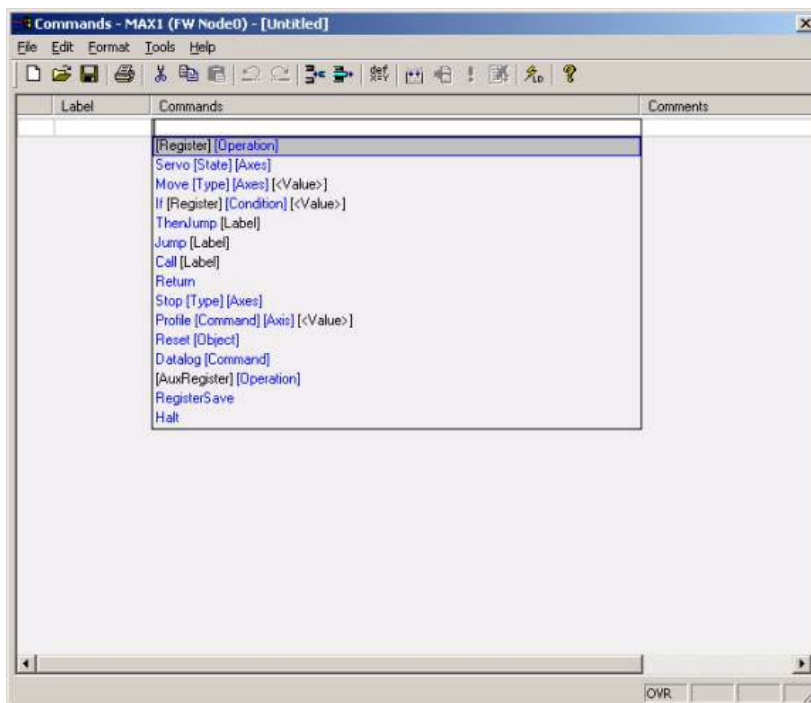 Commands - MAX1 (FW Node0) - [Untitled]
File Edit Format Tools Help
Label Commands Comments
[Register] [Operation]
Servo [State] [Axes]
Move [Type] [Axes] [<Value>]
If [Register] [Condition] [<Value>]
ThenJump [Label]
Jump [Label]
Call [Label]
Return
Stop [Type] [Axes]
Profile [Command] [Axis] [<Value>]
Reset [Object]
Datalog [Command]
[AuxRegister] [Operation]
RegisterSave
Halt
OVR